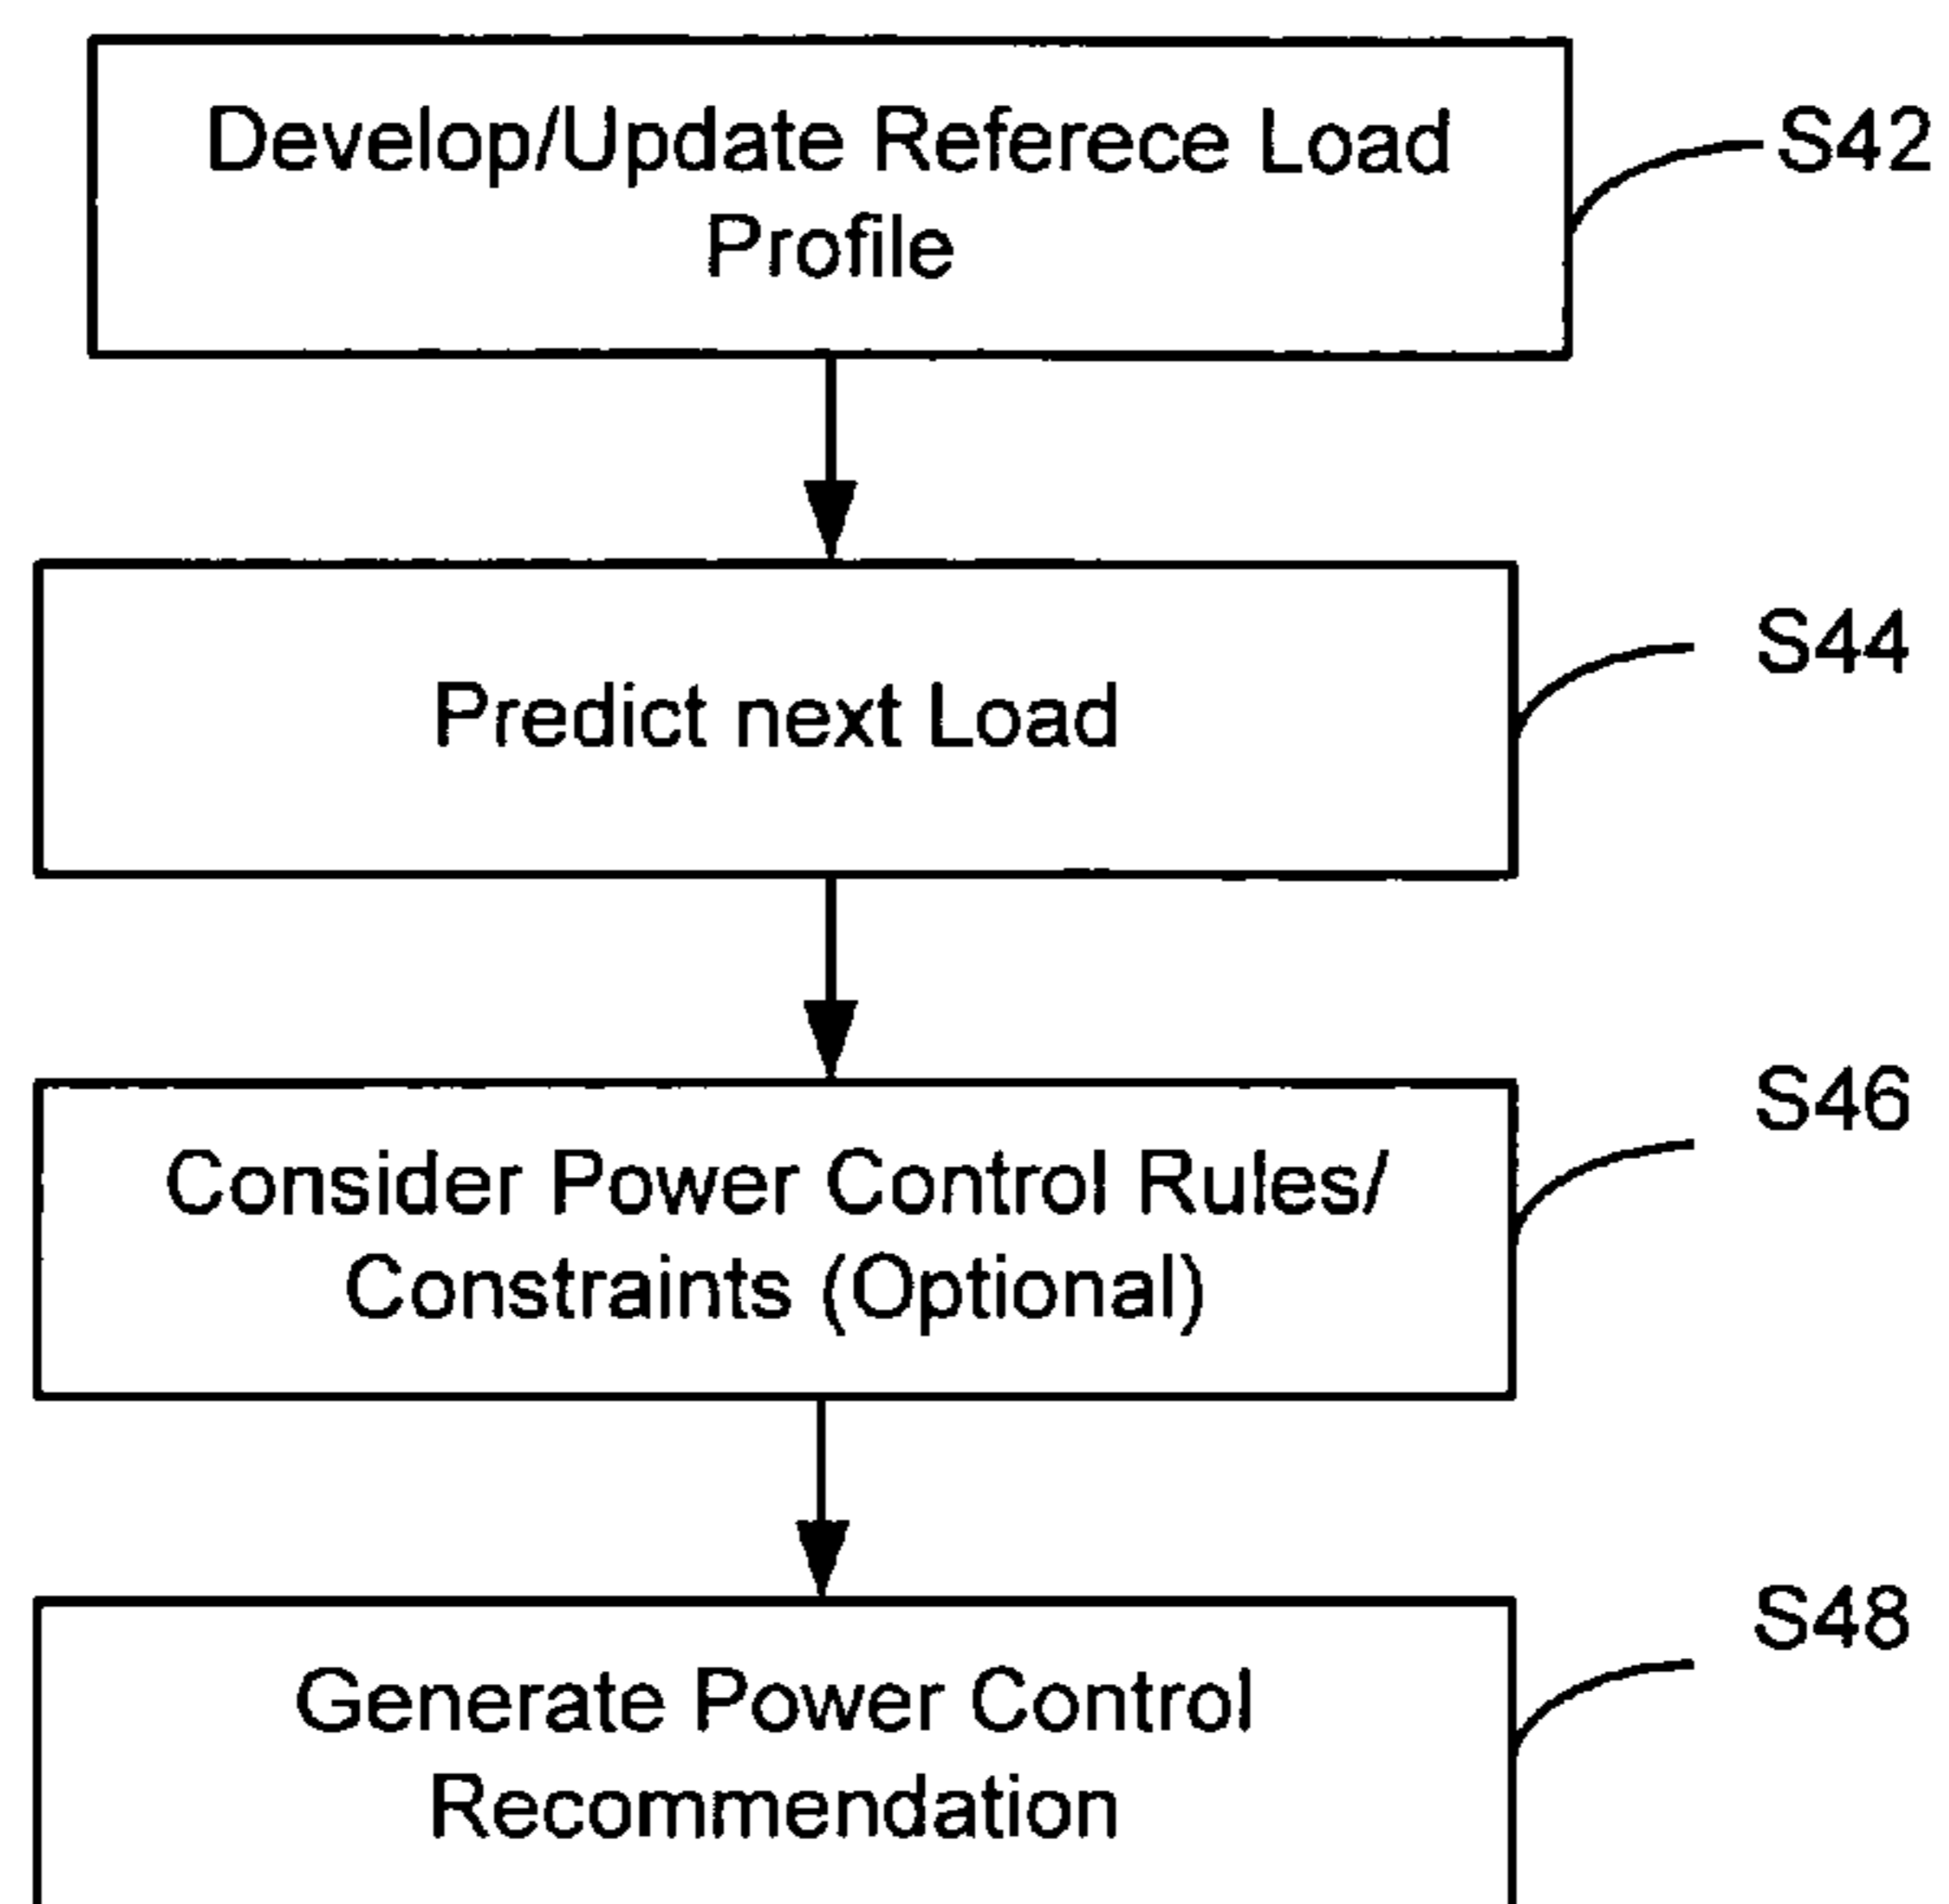 Develop/Update Referece Load
Profile
S42
Predict next Load
S44
Consider Power Control Rules/
Constraints (Optional)
S46
Generate Power Control
Recommendation
S48